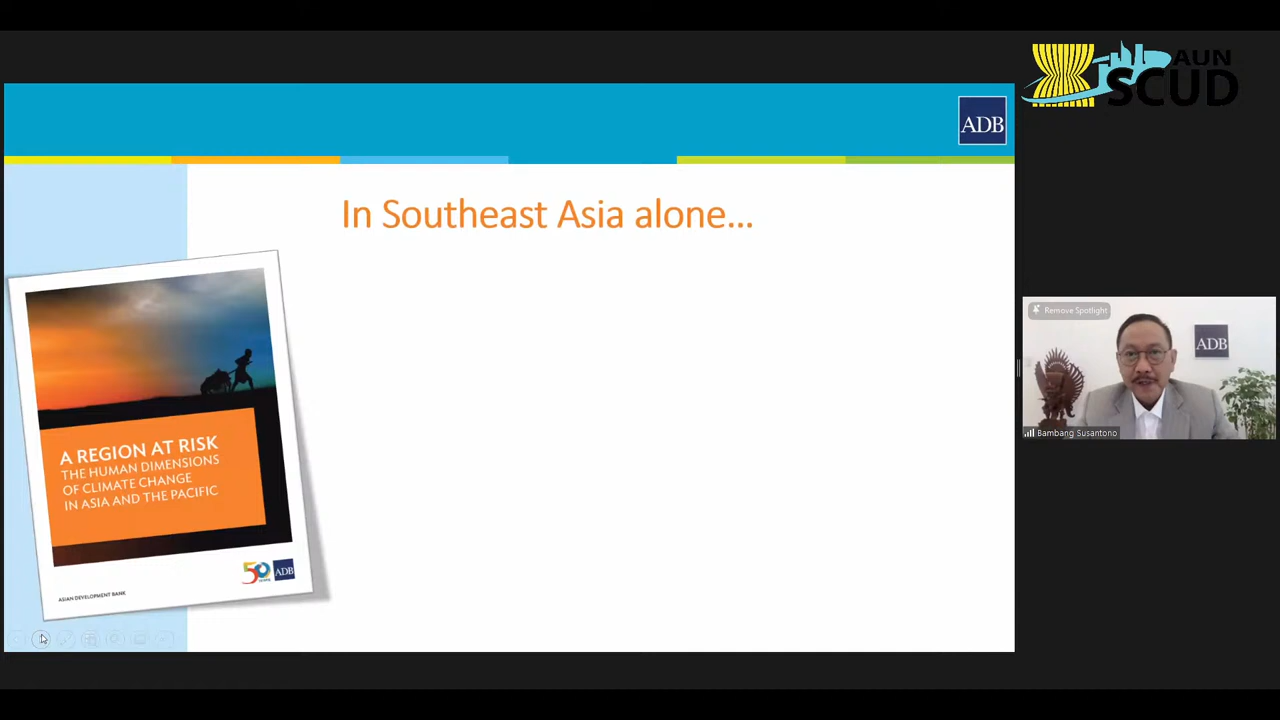 AUN
SCUD
ADB
In Southeast Asia alone...
A REGION AT RISK
THE HUMAN DIMENSIONS
OF CLIMATE CHANGE
IN ASIA AND THE PACIFIC
50
ADB
ASIAN DEVELOPMENT BANK
Remove Spotlight
ADB
Bambang Susantono